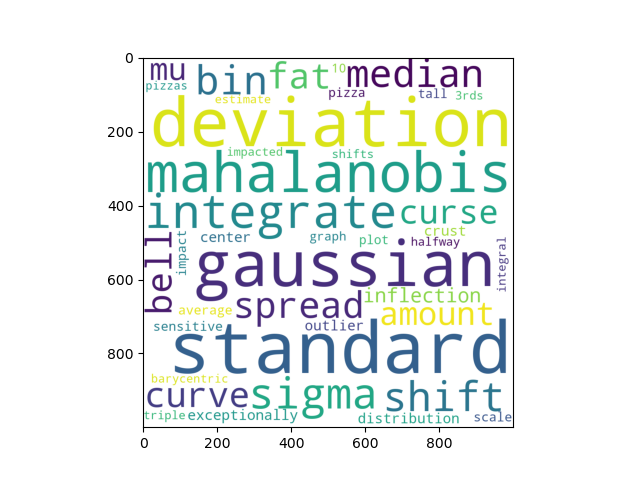 0
200
400
600
800
0 200 400 600 800
mu bin fat 10 median
pizzas pizza tall 3rds
estimate
deviation
impacted shifts
mahalanobis
integrate curse
crust
center graph plot halfway
bell impact gaussian integral
inflection
average spread amount
sensitive outlier
standard
barycentric
curve sigma shift
triple exceptionally distribution scale